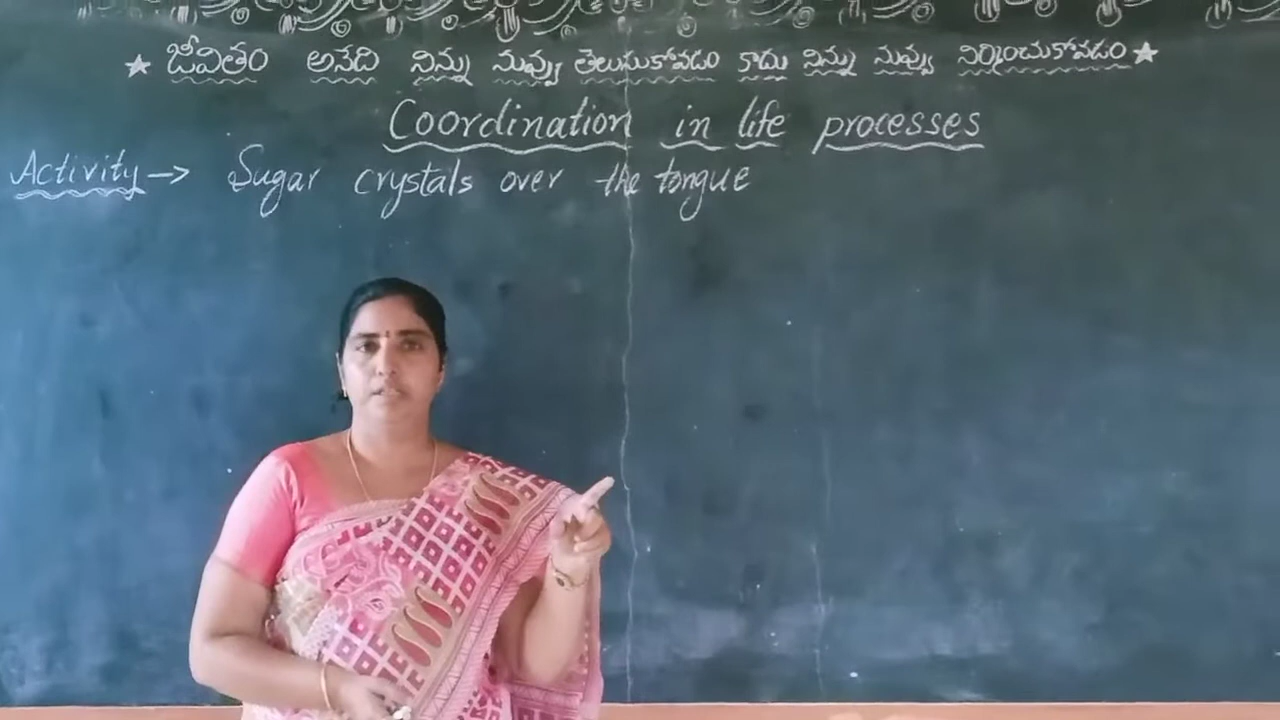 ★ జీవితం అనేది నిన్ను నువ్వు తెలుసుకోవడం కాదు నిన్ను నువ్వు నిర్మించుకోవడం ★
Coordination in life processes
Activity → Sugar crystals over the tongue